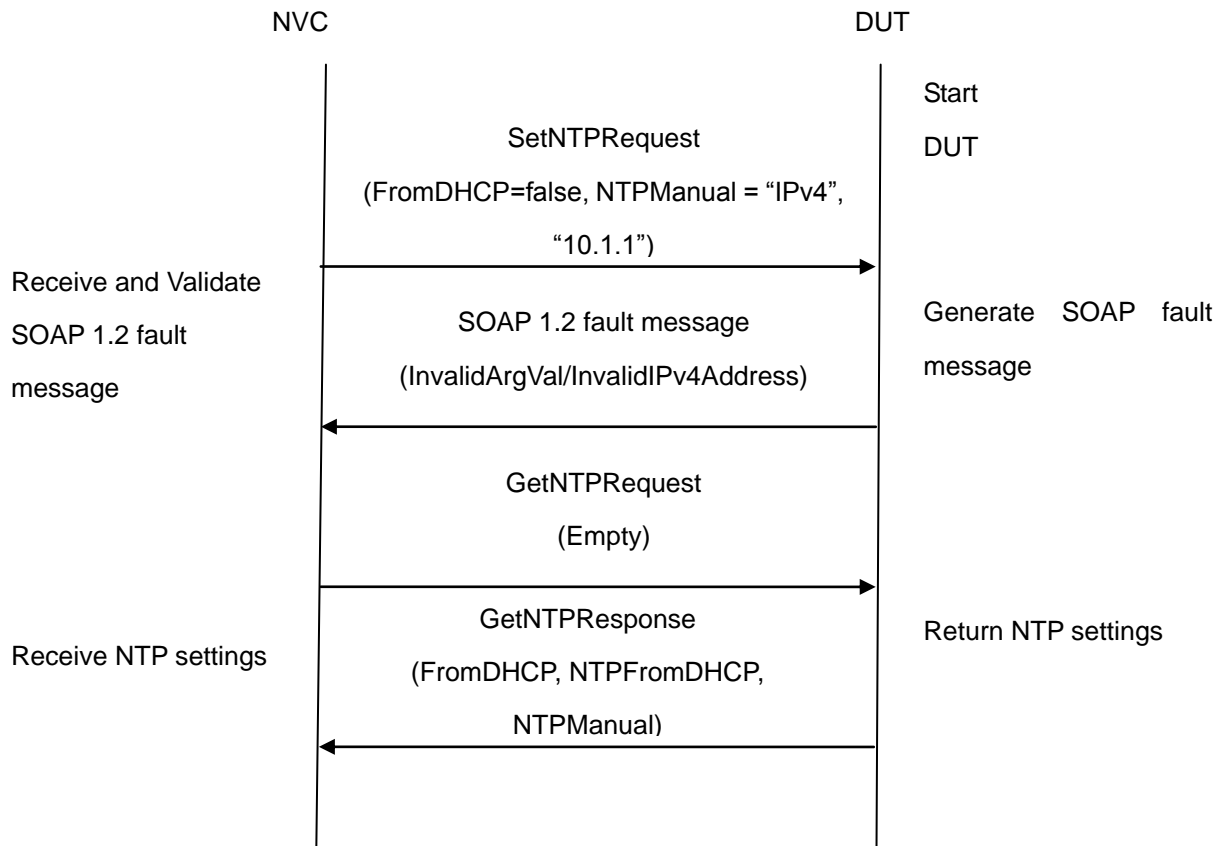 NVC
DUT
Start
DUT
SetNTPRequest
(FromDHCP=false, NTPManual = “IPv4”,
“10.1.1”)
Receive and Validate
SOAP 1.2 fault
message
SOAP 1.2 fault message
(InvalidArgVal/InvalidIPv4Address)
Generate SOAP fault
message
GetNTPRequest
(Empty)
GetNTPResponse
(FromDHCP, NTPFromDHCP,
NTPManual)
Return NTP settings
Receive NTP settings